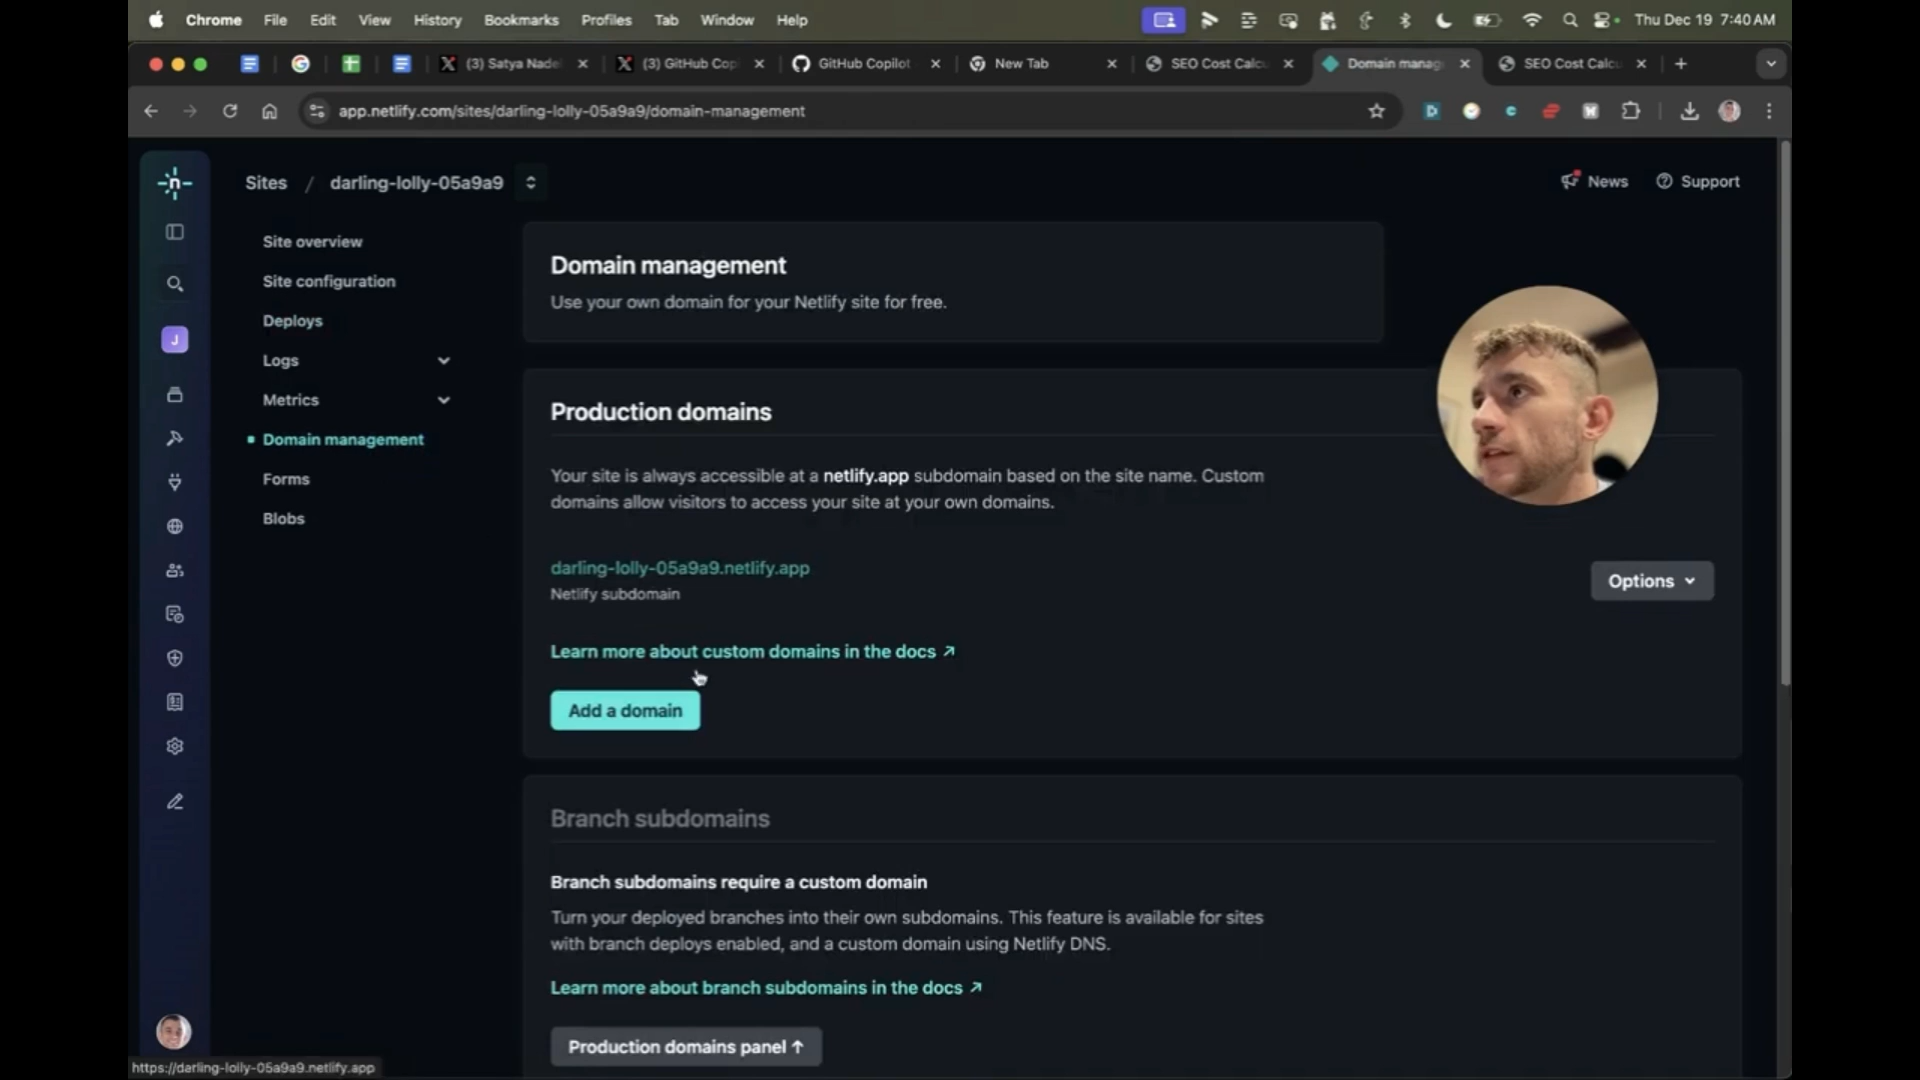 Chrome File Edit View History Bookmarks Profiles Tab Window Help Thu Dec 19 7:40 AM
(3) Satya Nade (3) GitHub Cop GitHub Copilot New Tab SEO Cost Calcu Domain manag SEO Cost Calcu
app.netlify.com/sites/darling-lolly-05a9a9/domain-management
Sites / darling-lolly-05a9a9 News Support
Site overview
Site configuration
Deploys
Logs
Metrics
Domain management
Forms
Blobs
J
Domain management
Use your own domain for your Netlify site for free.
Production domains
Your site is always accessible at a netlify.app subdomain based on the site name. Custom
domains allow visitors to access your site at your own domains.
darling-lolly-05a9a9.netlify.app
Netlify subdomain
Options
Learn more about custom domains in the docs ↗
Add a domain
Branch subdomains
Branch subdomains require a custom domain
Turn your deployed branches into their own subdomains. This feature is available for sites
with branch deploys enabled, and a custom domain using Netlify DNS.
Learn more about branch subdomains in the docs ↗
Production domains panel ↑
https://darling-lolly-05a9a9.netlify.app